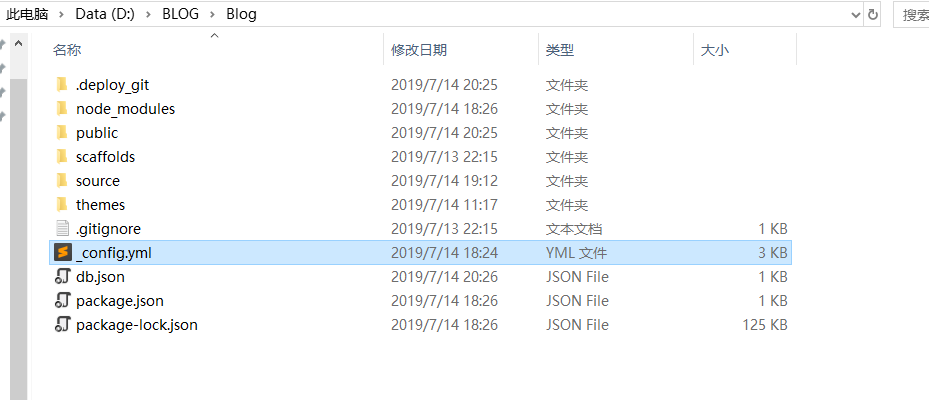 此电脑 > Data (D:) > BLOG > Blog 搜索
名称 修改日期 类型 大小
.deploy_git 2019/7/14 20:25 文件夹
node_modules 2019/7/14 18:26 文件夹
public 2019/7/14 20:25 文件夹
scaffolds 2019/7/13 22:15 文件夹
source 2019/7/14 19:12 文件夹
themes 2019/7/14 11:17 文件夹
.gitignore 2019/7/13 22:15 文本文档 1 KB
_config.yml 2019/7/14 18:24 YML 文件 3 KB
db.json 2019/7/14 20:26 JSON File 1 KB
package.json 2019/7/14 18:26 JSON File 1 KB
package-lock.json 2019/7/14 18:26 JSON File 125 KB